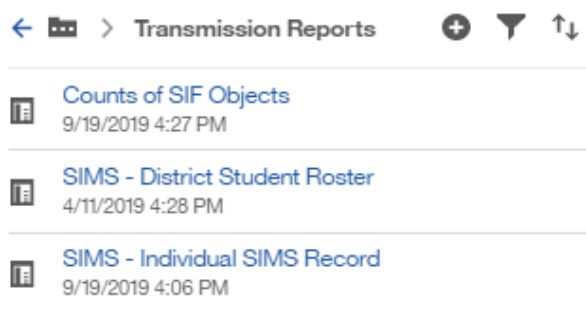 Transmission Reports
Counts of SIF Objects
9/19/2019 4:27 PM
SIMS - District Student Roster
4/11/2019 4:28 PM
SIMS - Individual SIMS Record
9/19/2019 4:06 PM